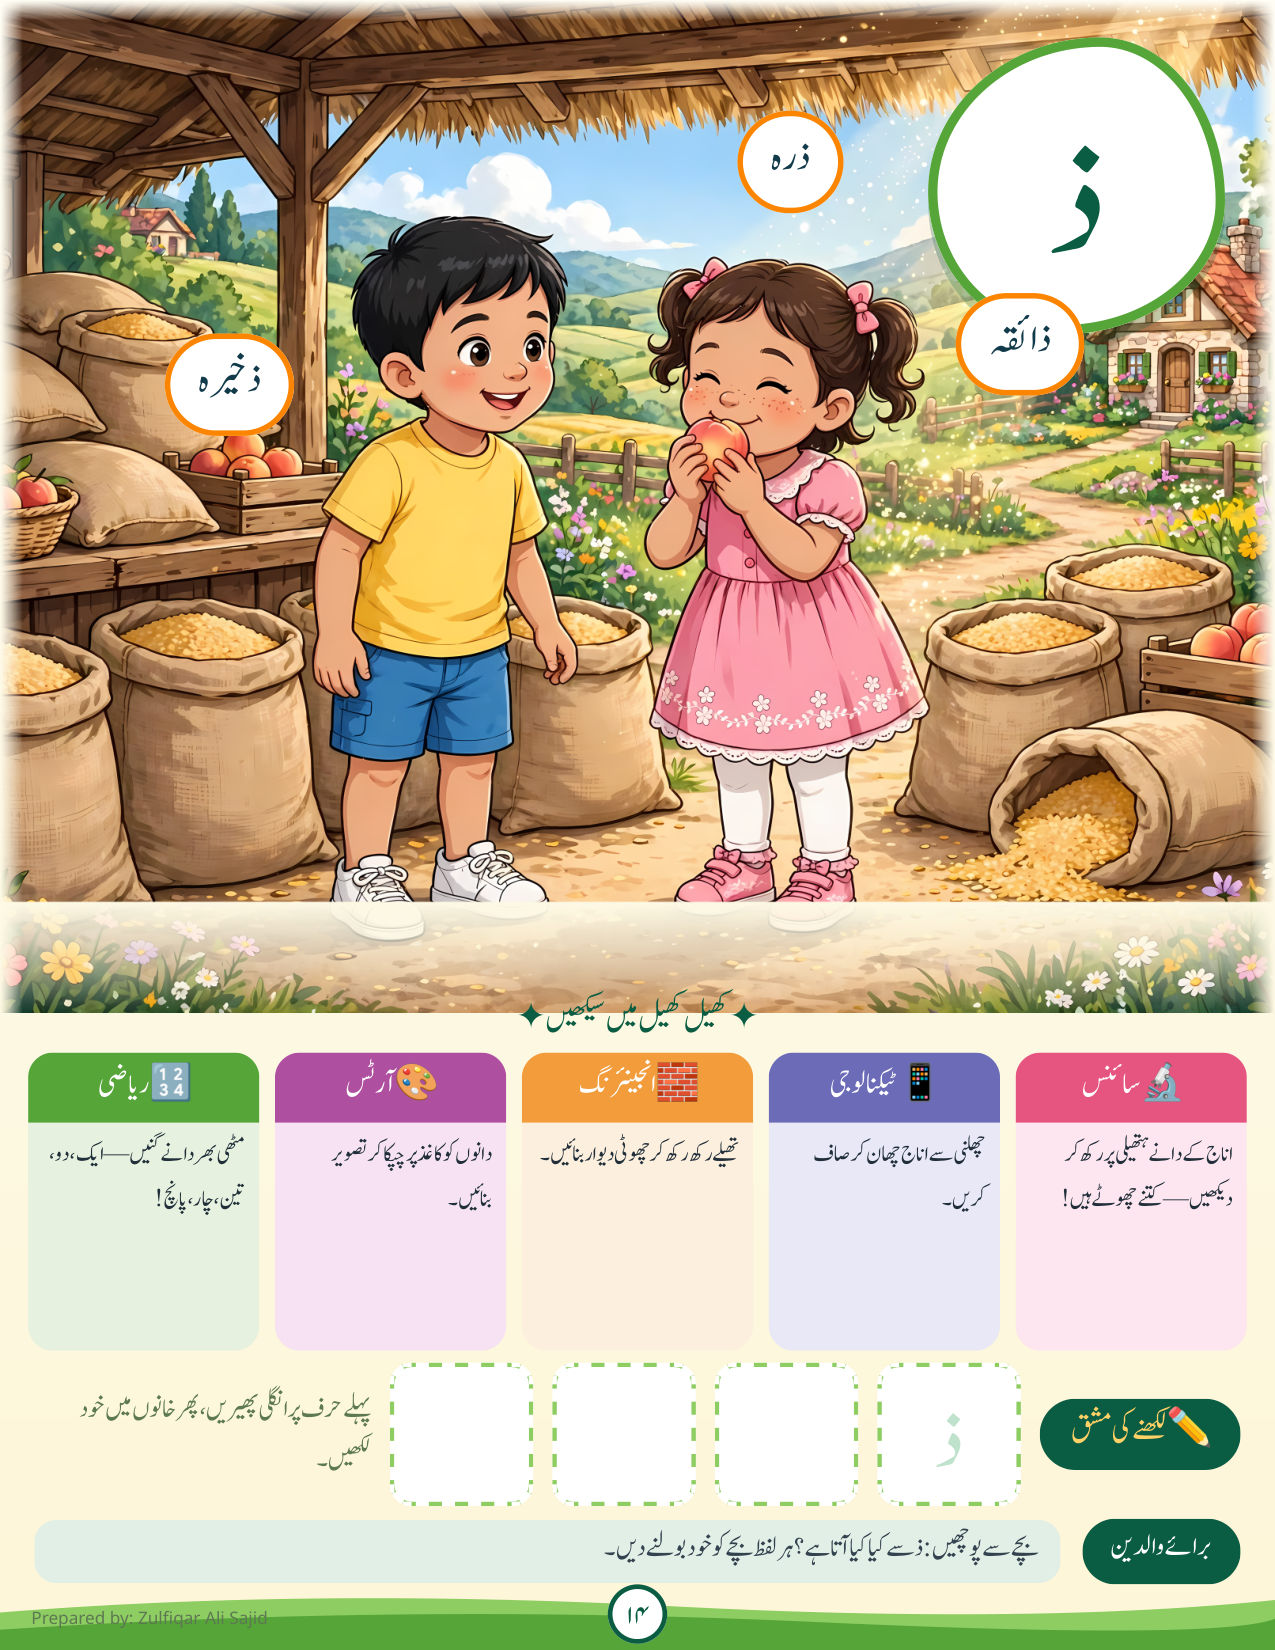 ذ
ذرہ
ذائقہ
ذخیرہ
✦ کھیل کھیل میں سیکھیں ✦
🔬 سائنس
اناج کے دانے ہتھیلی پر رکھ کر
دیکھیں — کتنے چھوٹے ہیں!
📱 ٹیکنالوجی
چھلنی سے اناج چھان کر صاف
کریں۔
🧱 انجینئرنگ
تھیلے رکھ رکھ کر چھوٹی دیوار بنائیں۔
🎨 آرٹس
دانوں کو کاغذ پر چپکا کر تصویر
بنائیں۔
🔢 ریاضی
مٹھی بھر دانے گنیں — ایک، دو،
تین، چار، پانچ!
✏️ لکھنے کی مشق
ذ
پہلے حرف پر انگلی پھیریں، پھر خانوں میں خود
لکھیں۔
برائے والدین
بچے سے پوچھیں: ذ سے کیا کیا آتا ہے؟ ہر لفظ بچے کو خود بولنے دیں۔
Prepared by: Zulfiqar Ali Sajid
۱۴